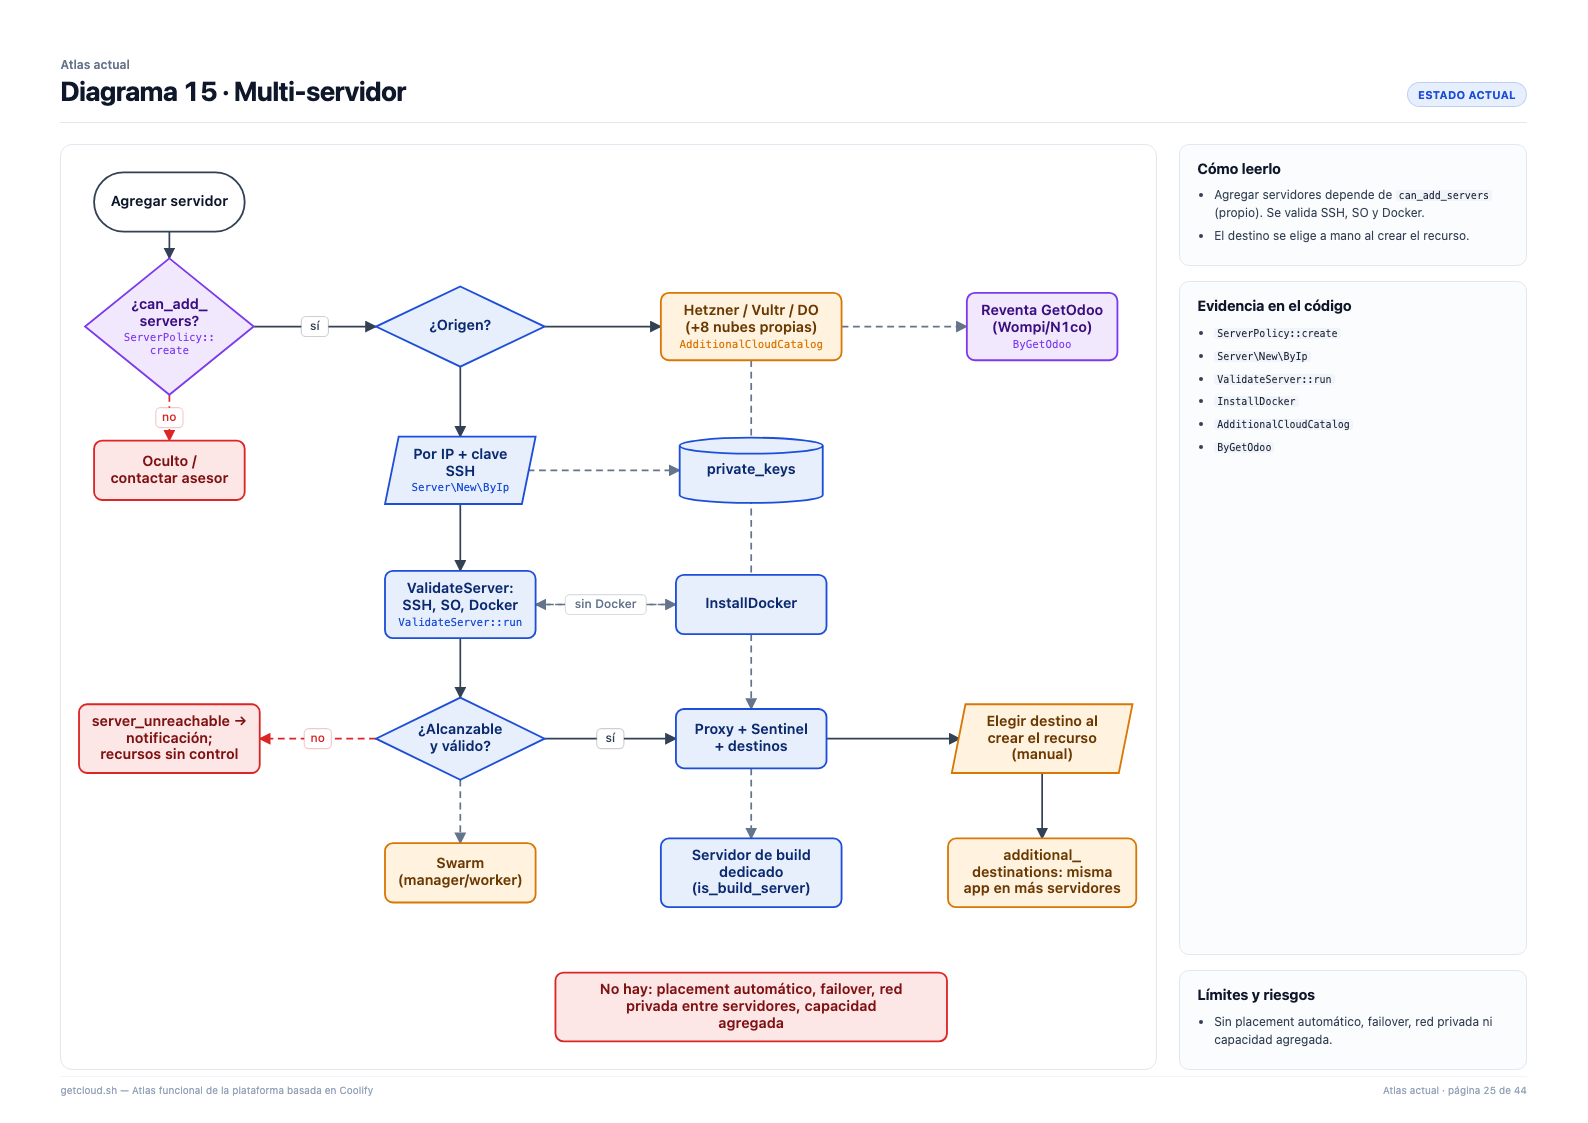 Atlas actual
Diagrama 15 · Multi-servidor
ESTADO ACTUAL
Agregar servidor
¿can_add_
servers?
ServerPolicy::
create
sí
¿Origen?
Hetzner / Vultr / DO
(+8 nubes propias)
AdditionalCloudCatalog
Reventa GetOdoo
(Wompi/N1co)
ByGetOdoo
no
Oculto /
contactar asesor
Por IP + clave
SSH
Server\New\ByIp
private_keys
ValidateServer:
SSH, SO, Docker
ValidateServer::run
sin Docker
InstallDocker
server_unreachable →
notificación;
recursos sin control
no
¿Alcanzable
y válido?
sí
Proxy + Sentinel
+ destinos
Elegir destino al
crear el recurso
(manual)
Swarm
(manager/worker)
Servidor de build
dedicado
(is_build_server)
additional_
destinations: misma
app en más servidores
No hay: placement automático, failover, red
privada entre servidores, capacidad
agregada
Cómo leerlo
• Agregar servidores depende de can_add_servers
(propio). Se valida SSH, SO y Docker.
• El destino se elige a mano al crear el recurso.
Evidencia en el código
• ServerPolicy::create
• Server\New\ByIp
• ValidateServer::run
• InstallDocker
• AdditionalCloudCatalog
• ByGetOdoo
Límites y riesgos
• Sin placement automático, failover, red privada ni
capacidad agregada.
getcloud.sh — Atlas funcional de la plataforma basada en Coolify
Atlas actual · página 25 de 44